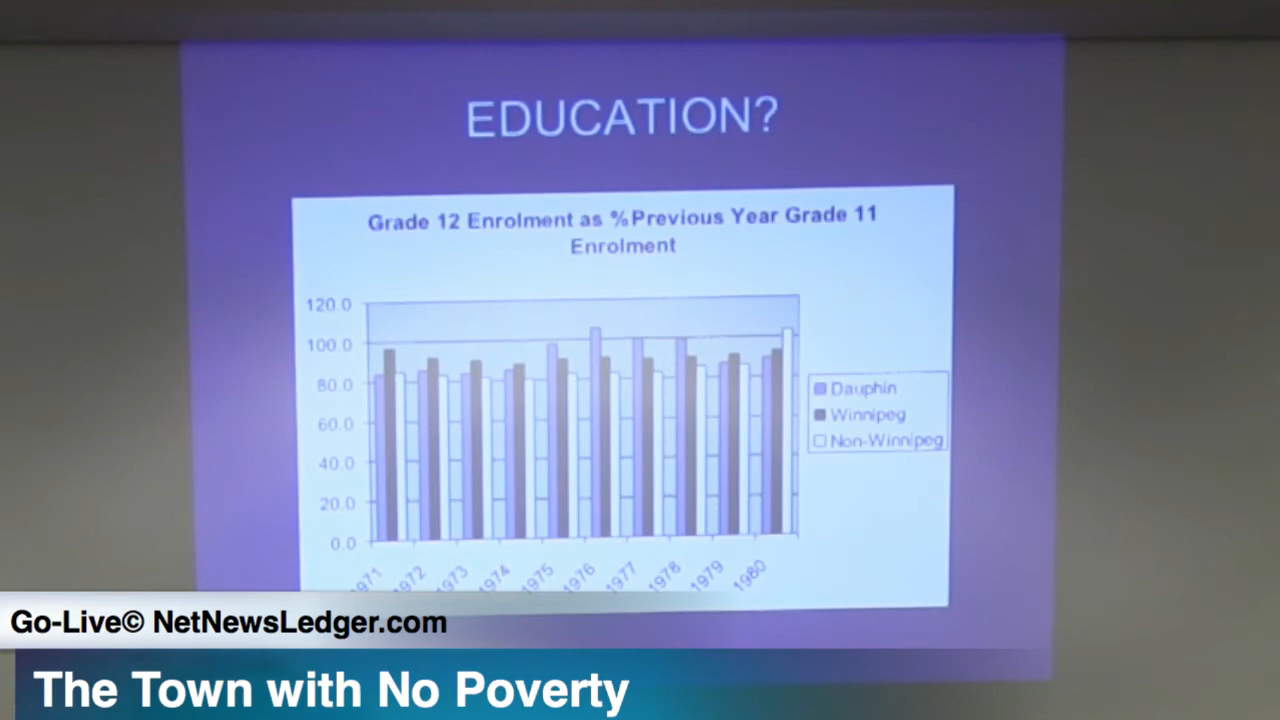 EDUCATION?
Grade 12 Enrolment as %Previous Year Grade 11
Enrolment
120.0
100.0
80.0
60.0
40.0
20.0
0.0
1971 1972 1973 1974 1975 1976 1977 1978 1979 1980
Dauphin
Winnipeg
Non-Winnipeg
Go-Live© NetNewsLedger.com
The Town with No Poverty